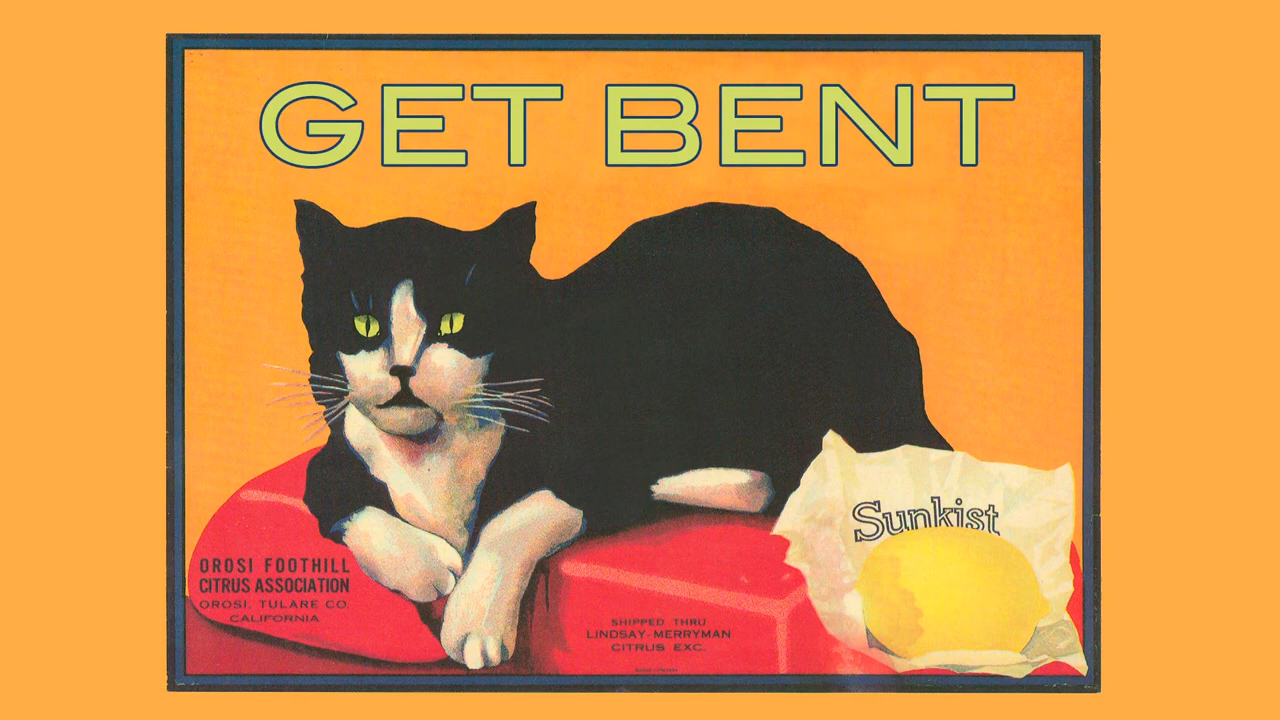 GET BENT
Sunkist
OROSI FOOTHILL
CITRUS ASSOCIATION
OROSI, TULARE CO.
CALIFORNIA
SHIPPED THRU
LINDSAY-MERRYMAN
CITRUS EXC.